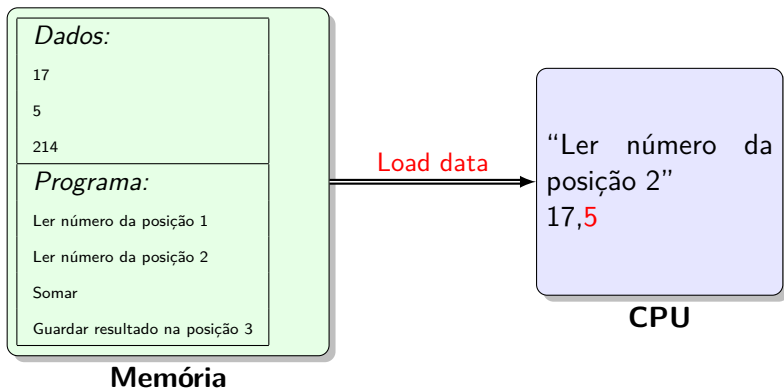 Dados:
17
5
214
Programa:
Ler número da posição 1
Ler número da posição 2
Somar
Guardar resultado na posição 3
Memória
Load data
“Ler número da
posição 2”
17,5
CPU